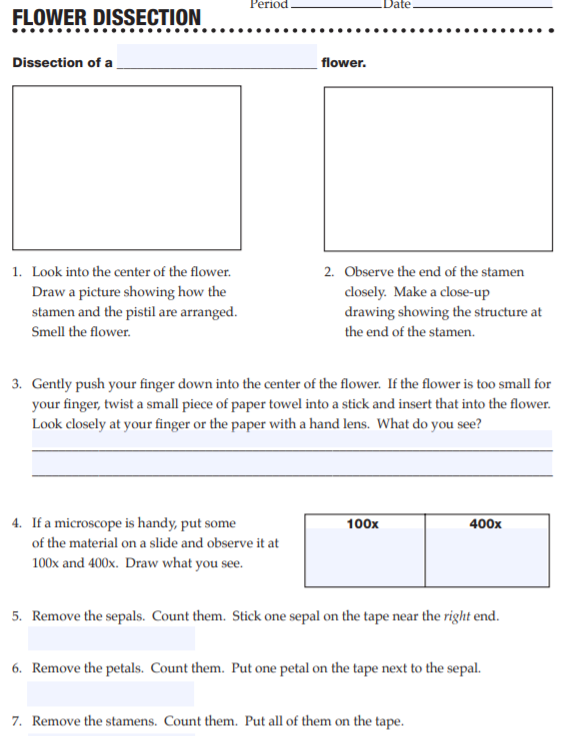 Period Date
FLOWER DISSECTION
Dissection of a flower.
1. Look into the center of the flower.
Draw a picture showing how the
stamen and the pistil are arranged.
Smell the flower.
2. Observe the end of the stamen
closely. Make a close-up
drawing showing the structure at
the end of the stamen.
3. Gently push your finger down into the center of the flower. If the flower is too small for
your finger, twist a small piece of paper towel into a stick and insert that into the flower.
Look closely at your finger or the paper with a hand lens. What do you see?
4. If a microscope is handy, put some
of the material on a slide and observe it at
100x and 400x. Draw what you see.
100x 400x
5. Remove the sepals. Count them. Stick one sepal on the tape near the right end.
6. Remove the petals. Count them. Put one petal on the tape next to the sepal.
7. Remove the stamens. Count them. Put all of them on the tape.